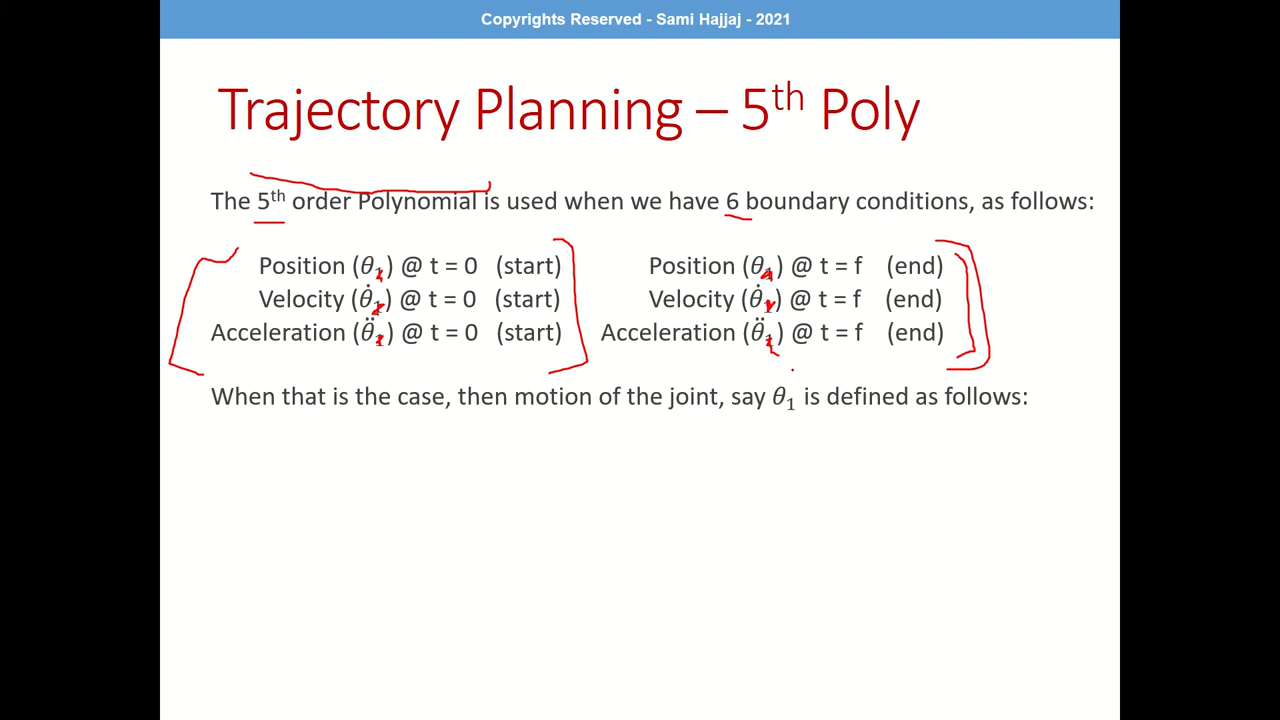 Copyrights Reserved - Sami Hajjaj - 2021
Trajectory Planning – 5th Poly
The 5th order Polynomial is used when we have 6 boundary conditions, as follows:
Position (θ₁) @ t = 0 (start)
Velocity (θ̇₁) @ t = 0 (start)
Acceleration (θ̈₁) @ t = 0 (start)
Position (θ₁) @ t = f (end)
Velocity (θ̇₁) @ t = f (end)
Acceleration (θ̈₁) @ t = f (end)
When that is the case, then motion of the joint, say θ₁ is defined as follows: